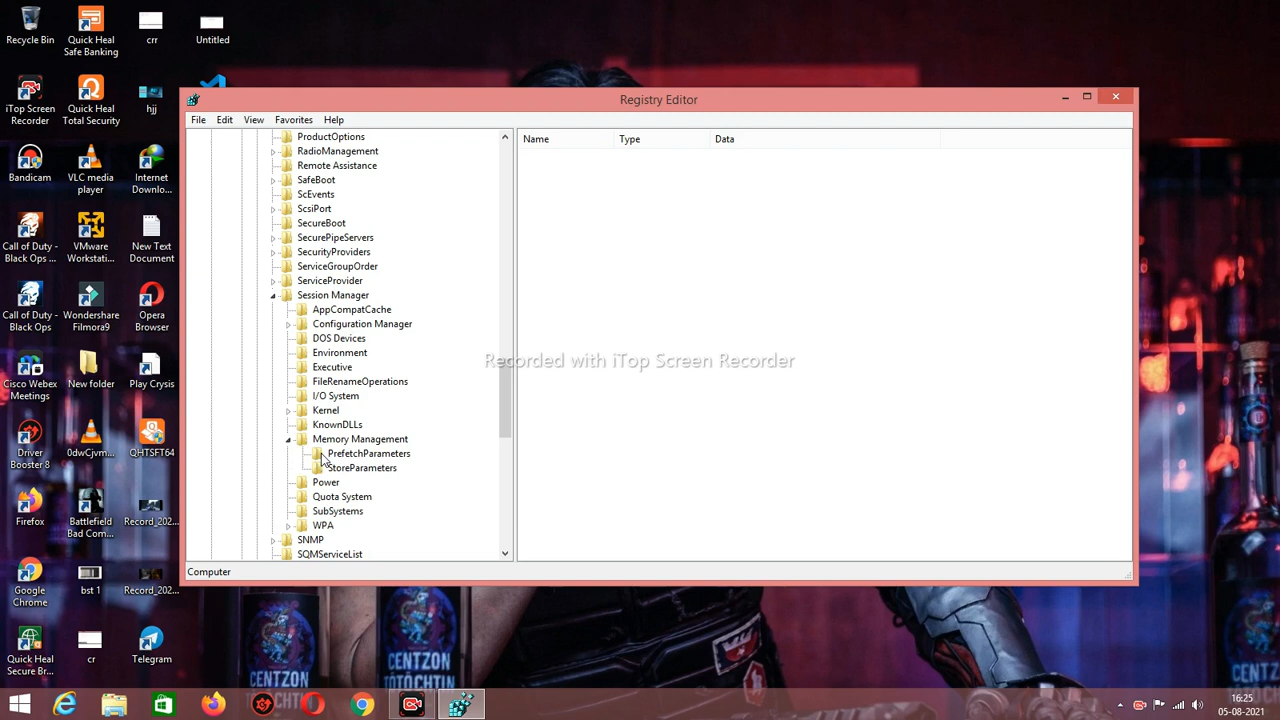 Recycle Bin
Quick Heal
Safe Banking
crr
Untitled
iTop Screen
Recorder
Quick Heal
Total Security
hjj
Bandicam
VLC media
player
Internet
Downlo...
Call of Duty -
Black Ops ...
VMware
Workstati...
New Text
Document
Call of Duty -
Black Ops
Wondershare
Filmora9
Opera
Browser
Cisco Webex
Meetings
New folder
Play Crysis
Driver
Booster 8
0dwCjvm...
QHTSFT64
Firefox
Battlefield
Bad Com...
Record_202...
Google
Chrome
bst 1
Record_202...
Quick Heal
Secure Br...
cr
Telegram
Registry Editor
File Edit View Favorites Help
ProductOptions
RadioManagement
Remote Assistance
SafeBoot
ScEvents
ScsiPort
SecureBoot
SecurePipeServers
SecurityProviders
ServiceGroupOrder
ServiceProvider
Session Manager
AppCompatCache
Configuration Manager
DOS Devices
Environment
Executive
FileRenameOperations
I/O System
Kernel
KnownDLLs
Memory Management
PrefetchParameters
StoreParameters
Power
Quota System
SubSystems
WPA
SNMP
SQMServiceList
Name Type Data
Recorded with iTop Screen Recorder
Computer
CENTZON
TOTOCHTIN
CENTZON
TÓTÓCHTIN
16:25
05-08-2021